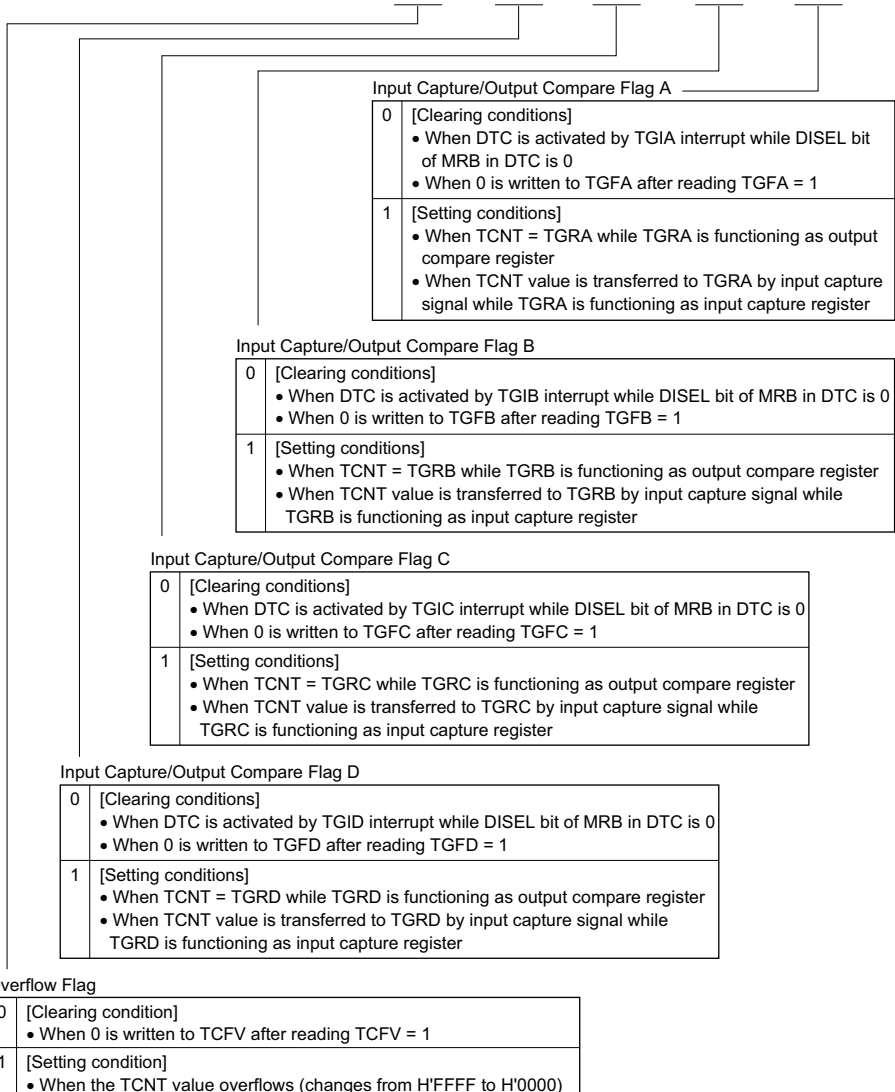 Input Capture/Output Compare Flag A
0 [Clearing conditions]
• When DTC is activated by TGIA interrupt while DISEL bit
of MRB in DTC is 0
• When 0 is written to TGFA after reading TGFA = 1
1 [Setting conditions]
• When TCNT = TGRA while TGRA is functioning as output
compare register
• When TCNT value is transferred to TGRA by input capture
signal while TGRA is functioning as input capture register
Input Capture/Output Compare Flag B
0 [Clearing conditions]
• When DTC is activated by TGIB interrupt while DISEL bit of MRB in DTC is 0
• When 0 is written to TGFB after reading TGFB = 1
1 [Setting conditions]
• When TCNT = TGRB while TGRB is functioning as output compare register
• When TCNT value is transferred to TGRB by input capture signal while
TGRB is functioning as input capture register
Input Capture/Output Compare Flag C
0 [Clearing conditions]
• When DTC is activated by TGIC interrupt while DISEL bit of MRB in DTC is 0
• When 0 is written to TGFC after reading TGFC = 1
1 [Setting conditions]
• When TCNT = TGRC while TGRC is functioning as output compare register
• When TCNT value is transferred to TGRC by input capture signal while
TGRC is functioning as input capture register
Input Capture/Output Compare Flag D
0 [Clearing conditions]
• When DTC is activated by TGID interrupt while DISEL bit of MRB in DTC is 0
• When 0 is written to TGFD after reading TGFD = 1
1 [Setting conditions]
• When TCNT = TGRD while TGRD is functioning as output compare register
• When TCNT value is transferred to TGRD by input capture signal while
TGRD is functioning as input capture register
verflow Flag
0 [Clearing condition]
• When 0 is written to TCFV after reading TCFV = 1
1 [Setting condition]
• When the TCNT value overflows (changes from H'FFFF to H'0000)